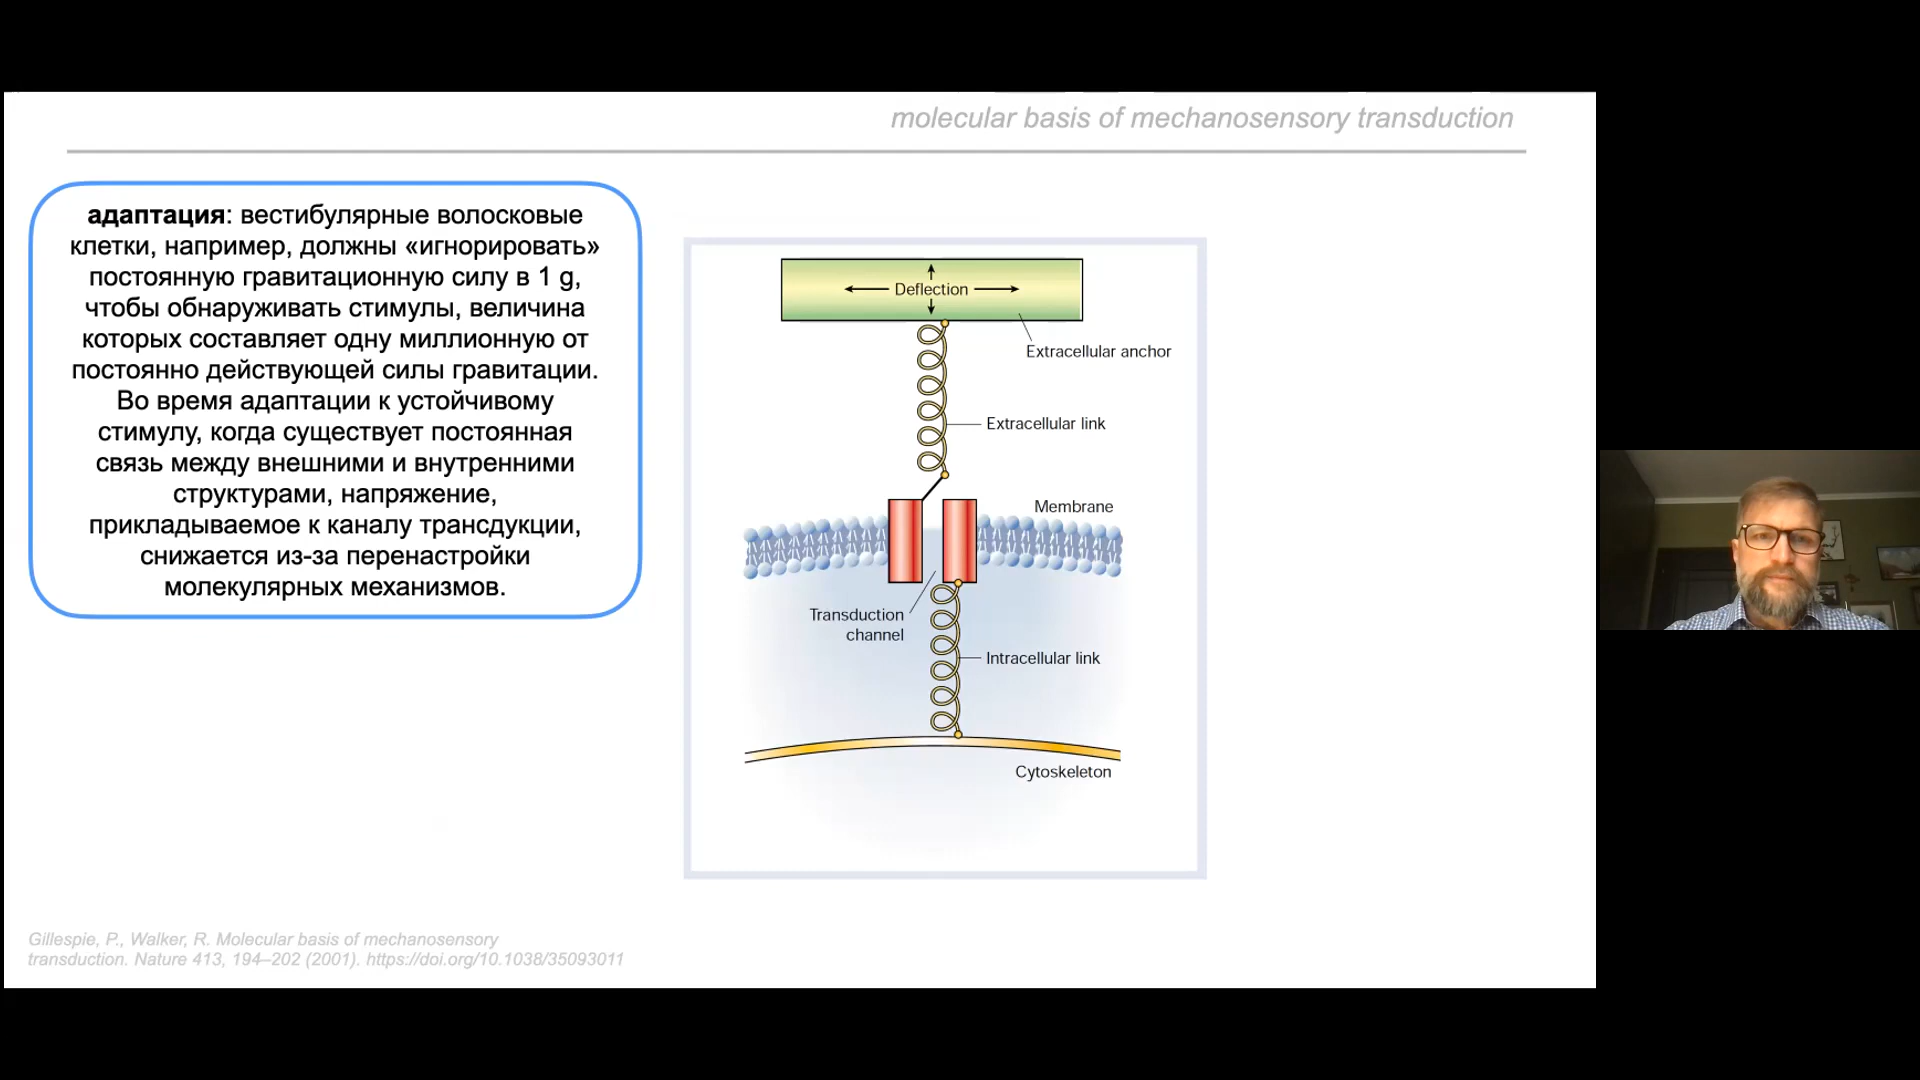 molecular basis of mechanosensory transduction
адаптация: вестибулярные волосковые
клетки, например, должны «игнорировать»
постоянную гравитационную силу в 1 g,
чтобы обнаруживать стимулы, величина
которых составляет одну миллионную от
постоянно действующей силы гравитации.
Во время адаптации к устойчивому
стимулу, когда существует постоянная
связь между внешними и внутренними
структурами, напряжение,
прикладываемое к каналу трансдукции,
снижается из-за перенастройки
молекулярных механизмов.
Deflection
Extracellular anchor
Extracellular link
Membrane
Transduction
channel
Intracellular link
Cytoskeleton
Gillespie, P., Walker, R. Molecular basis of mechanosensory
transduction. Nature 413, 194–202 (2001). https://doi.org/10.1038/35093011